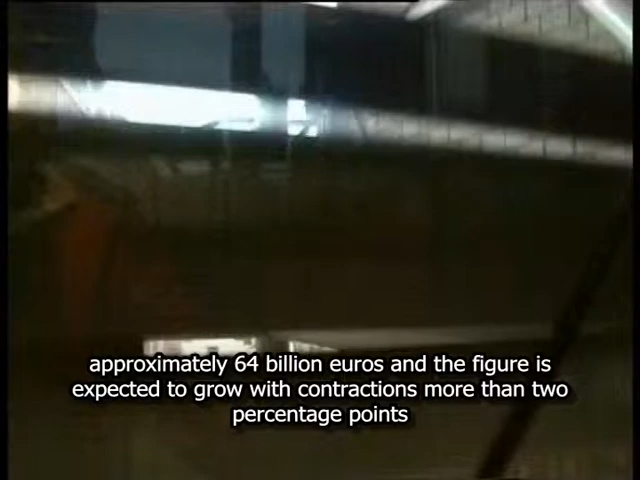 approximately 64 billion euros and the figure is
expected to grow with contractions more than two
percentage points